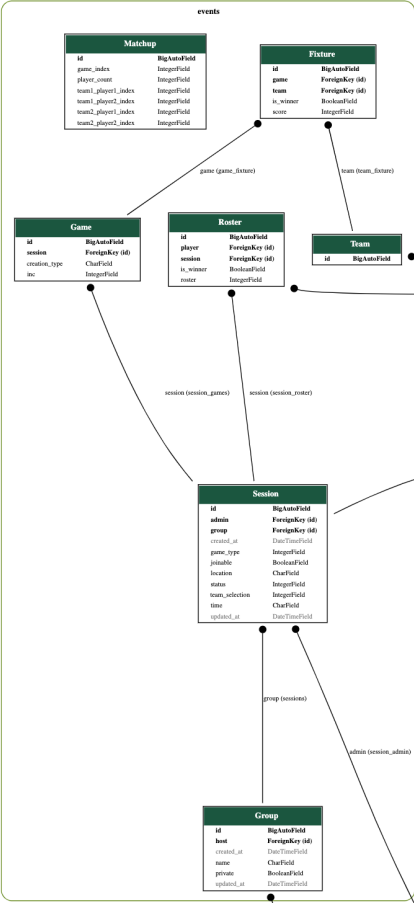 events
Matchup
id BigAutoField
game_index IntegerField
player_count IntegerField
team1_player1_index IntegerField
team1_player2_index IntegerField
team2_player1_index IntegerField
team2_player2_index IntegerField
Fixture
id BigAutoField
game ForeignKey (id)
team ForeignKey (id)
is_winner BooleanField
score IntegerField
game (game_fixture)
team (team_fixture)
Game
id BigAutoField
session ForeignKey (id)
creation_type CharField
inc IntegerField
Roster
id BigAutoField
player ForeignKey (id)
session ForeignKey (id)
is_winner BooleanField
roster IntegerField
Team
id BigAutoField
session (session_games)
session (session_roster)
Session
id BigAutoField
admin ForeignKey (id)
group ForeignKey (id)
created_at DateTimeField
game_type IntegerField
joinable BooleanField
location CharField
status IntegerField
team_selection IntegerField
time CharField
updated_at DateTimeField
group (sessions)
admin (session_admin)
Group
id BigAutoField
host ForeignKey (id)
created_at DateTimeField
name CharField
private BooleanField
updated_at DateTimeField